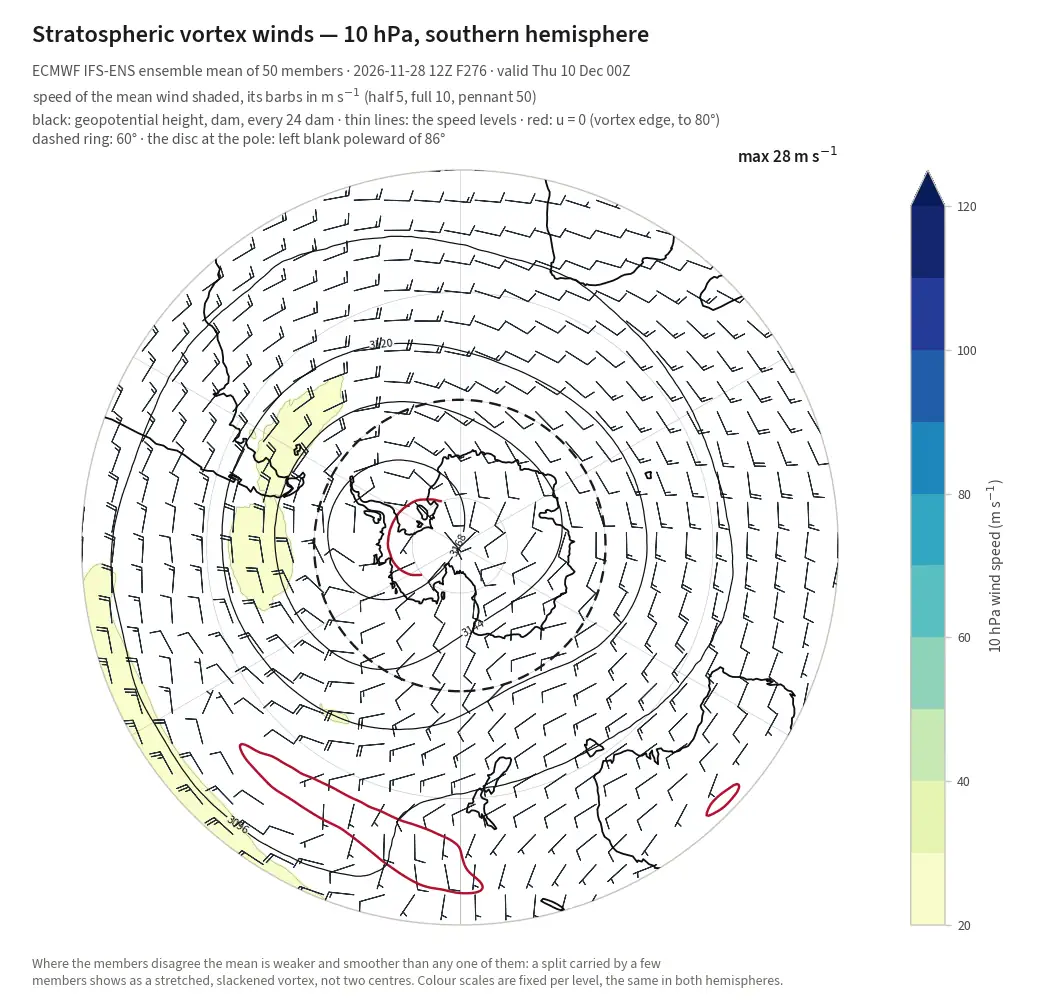 Stratospheric vortex winds — 10 hPa, southern hemisphere
ECMWF IFS-ENS ensemble mean of 50 members · 2026-11-28 12Z F276 · valid Thu 10 Dec 00Z
speed of the mean wind shaded, its barbs in m s⁻¹ (half 5, full 10, pennant 50)
black: geopotential height, dam, every 24 dam · thin lines: the speed levels · red: u = 0 (vortex edge, to 80°)
dashed ring: 60° · the disc at the pole: left blank poleward of 86°
max 28 m s⁻¹
120
100
80
60
40
20
10 hPa wind speed (m s⁻¹)
3120
3168
3144
3096
Where the members disagree the mean is weaker and smoother than any one of them: a split carried by a few
members shows as a stretched, slackened vortex, not two centres. Colour scales are fixed per level, the same in both hemispheres.